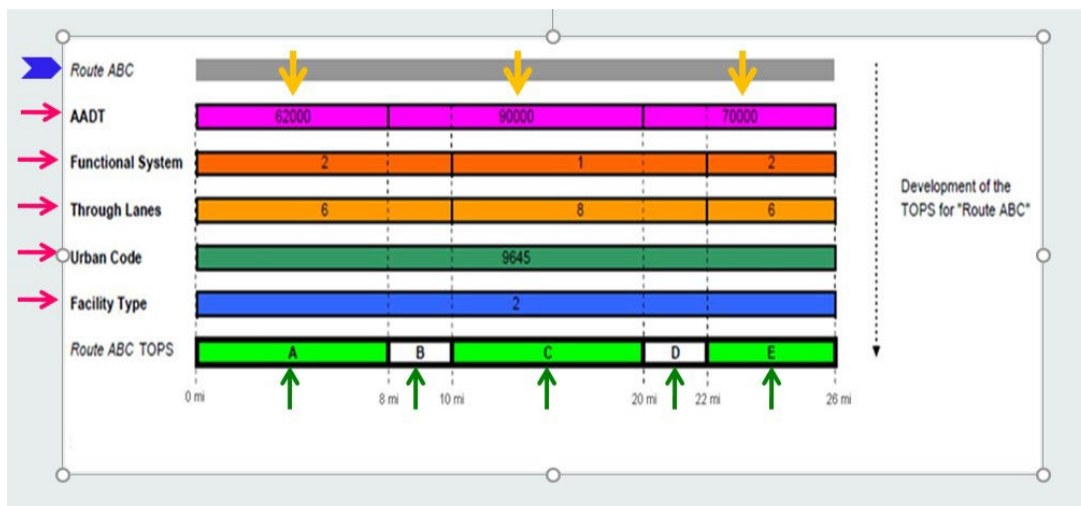 Route ABC
AADT 62000 90000 70000
Functional System 2 1 2
Through Lanes 6 8 6
Urban Code 9645
Facility Type 2
Route ABC TOPS A B C D E
0 mi 8 mi 10 mi 20 mi 22 mi 26 mi
Development of the
TOPS for "Route ABC"